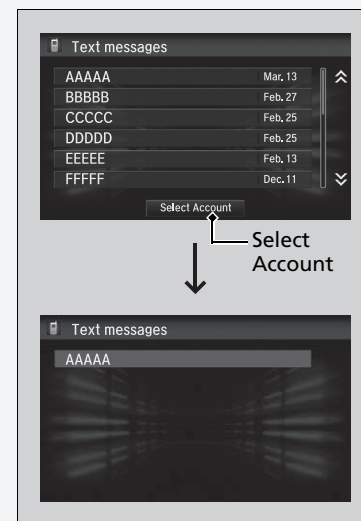 Text messages
AAAAA Mar. 13
BBBBB Feb. 27
CCCCC Feb. 25
DDDDD Feb. 25
EEEEE Feb. 13
FFFFF Dec. 11
Select Account
Select
Account
Text messages
AAAAA